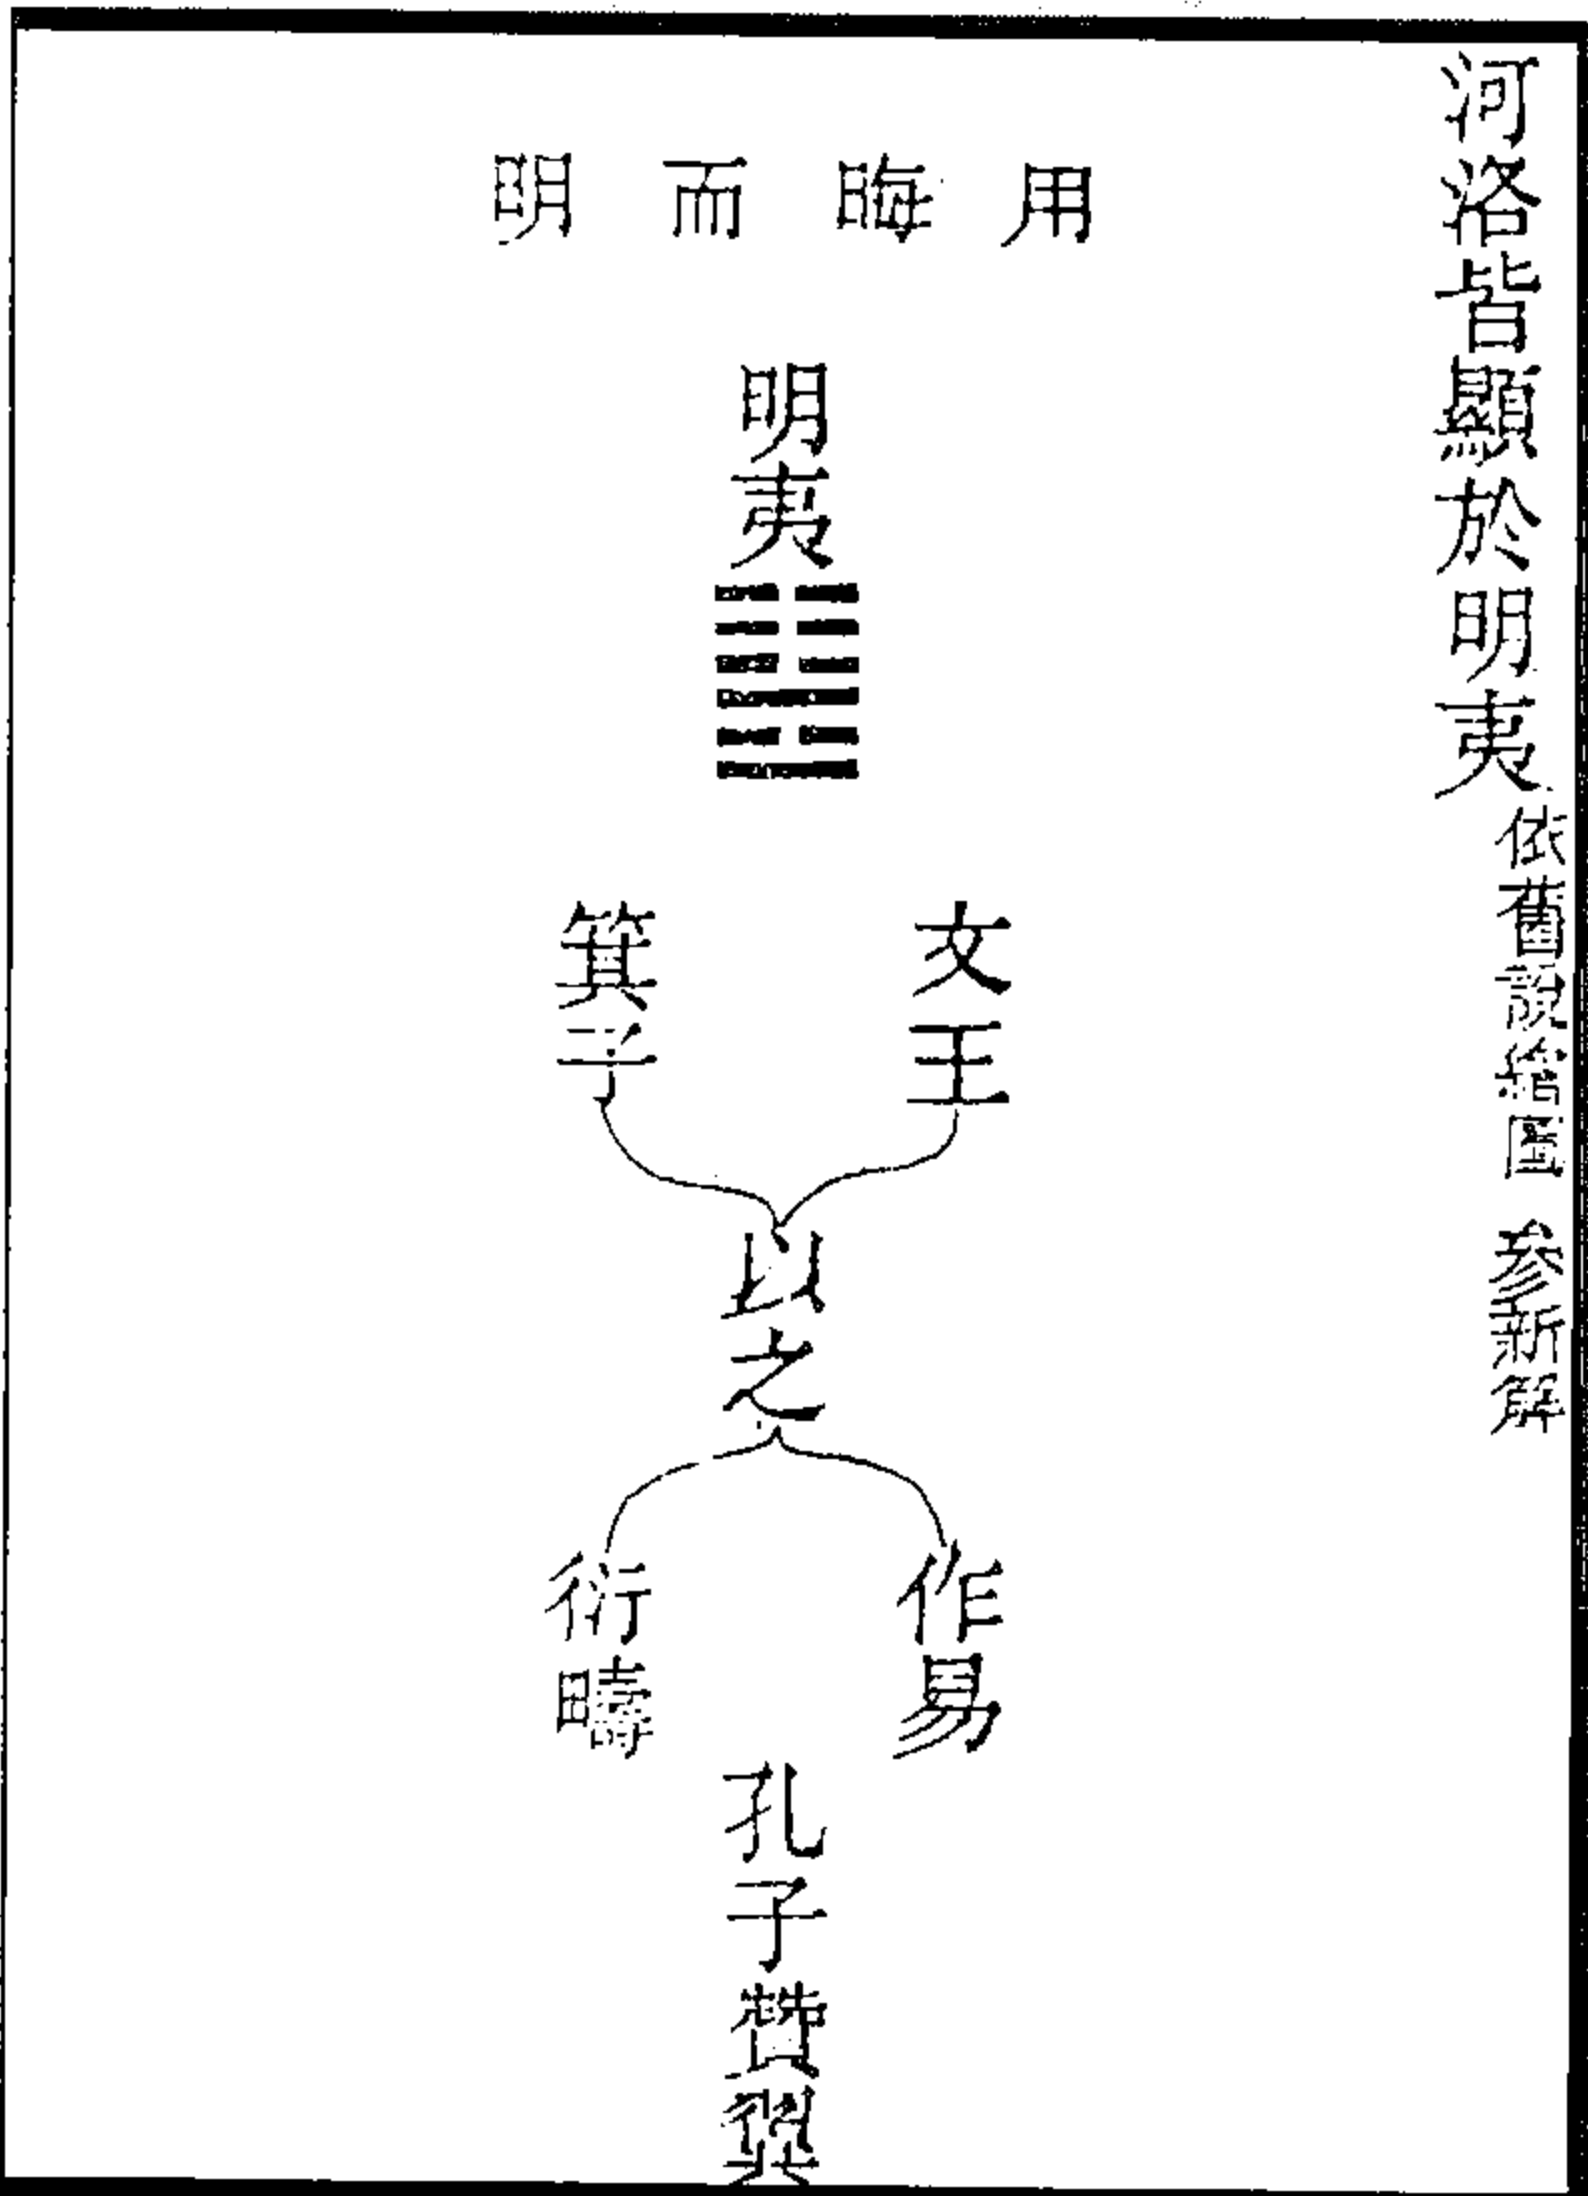 河洛皆顯於明夷
依舊說繪圖 參新解
用晦而明
明夷
文王
箕子
以之
作易
衍疇
孔子贊翼